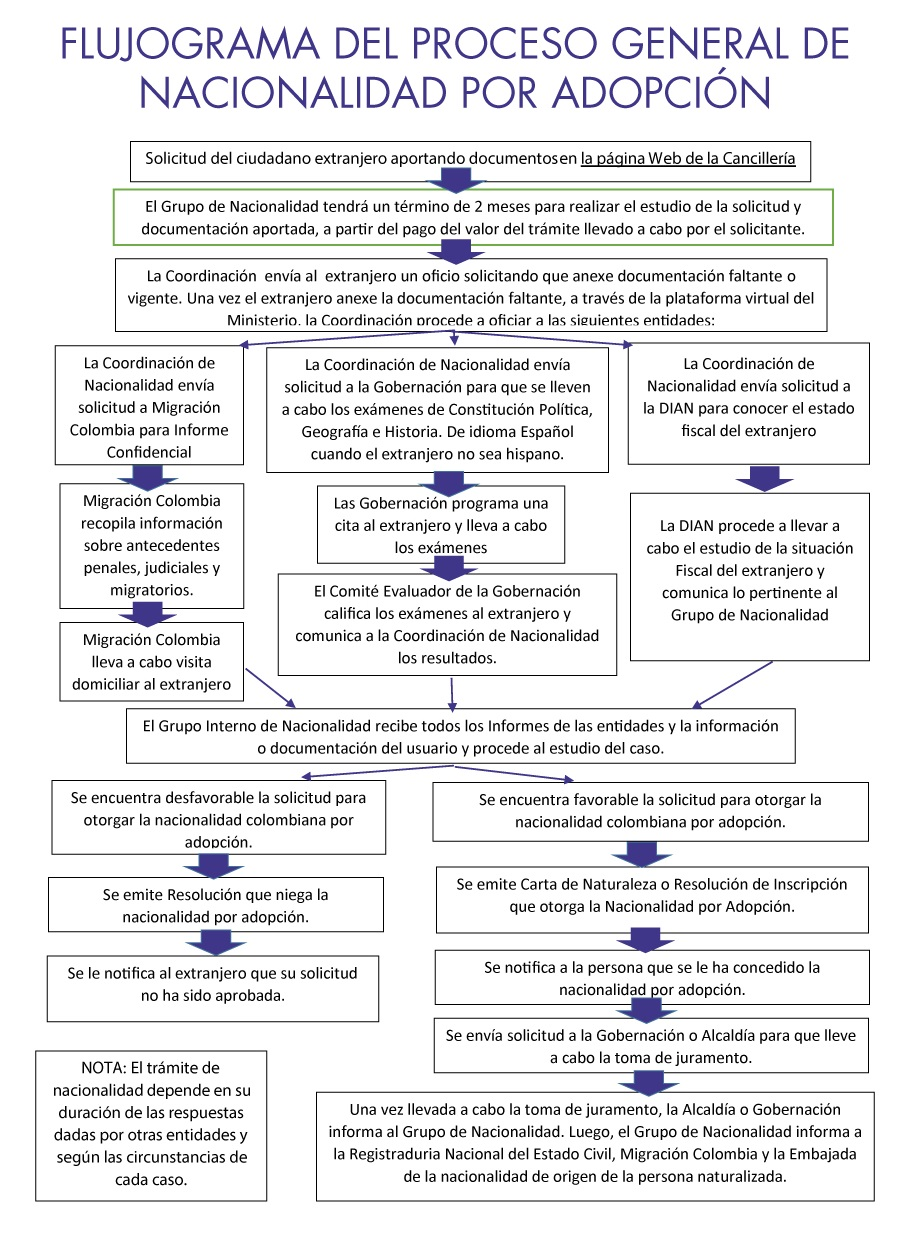 FLUJOGRAMA DEL PROCESO GENERAL DE
NACIONALIDAD POR ADOPCIÓN
Solicitud del ciudadano extranjero aportando documentos en la página Web de la Cancillería
El Grupo de Nacionalidad tendrá un término de 2 meses para realizar el estudio de la solicitud y
documentación aportada, a partir del pago del valor del trámite llevado a cabo por el solicitante.
La Coordinación envía al extranjero un oficio solicitando que anexe documentación faltante o
vigente. Una vez el extranjero anexe la documentación faltante, a través de la plataforma virtual del
Ministerio, la Coordinación procede a oficiar a las siguientes entidades:
La Coordinación de
Nacionalidad envía
solicitud a Migración
Colombia para Informe
Confidencial
Migración Colombia
recopila información
sobre antecedentes
penales, judiciales y
migratorios.
Migración Colombia
lleva a cabo visita
domiciliar al extranjero
La Coordinación de Nacionalidad envía
solicitud a la Gobernación para que se lleven
a cabo los exámenes de Constitución Política,
Geografía e Historia. De idioma Español
cuando el extranjero no sea hispano.
Las Gobernación programa una
cita al extranjero y lleva a cabo
los exámenes
El Comité Evaluador de la Gobernación
califica los exámenes al extranjero y
comunica a la Coordinación de Nacionalidad
los resultados.
La Coordinación de
Nacionalidad envía solicitud a
la DIAN para conocer el estado
fiscal del extranjero
La DIAN procede a llevar a
cabo el estudio de la situación
Fiscal del extranjero y
comunica lo pertinente al
Grupo de Nacionalidad
El Grupo Interno de Nacionalidad recibe todos los Informes de las entidades y la información
o documentación del usuario y procede al estudio del caso.
Se encuentra desfavorable la solicitud para
otorgar la nacionalidad colombiana por
adopción.
Se emite Resolución que niega la
nacionalidad por adopción.
Se le notifica al extranjero que su solicitud
no ha sido aprobada.
Se encuentra favorable la solicitud para otorgar la
nacionalidad colombiana por adopción.
Se emite Carta de Naturaleza o Resolución de Inscripción
que otorga la Nacionalidad por Adopción.
Se notifica a la persona que se le ha concedido la
nacionalidad por adopción.
Se envía solicitud a la Gobernación o Alcaldía para que lleve
a cabo la toma de juramento.
Una vez llevada a cabo la toma de juramento, la Alcaldía o Gobernación
informa al Grupo de Nacionalidad. Luego, el Grupo de Nacionalidad informa a
la Registraduria Nacional del Estado Civil, Migración Colombia y la Embajada
de la nacionalidad de origen de la persona naturalizada.
NOTA: El trámite de
nacionalidad depende en su
duración de las respuestas
dadas por otras entidades y
según las circunstancias de
cada caso.